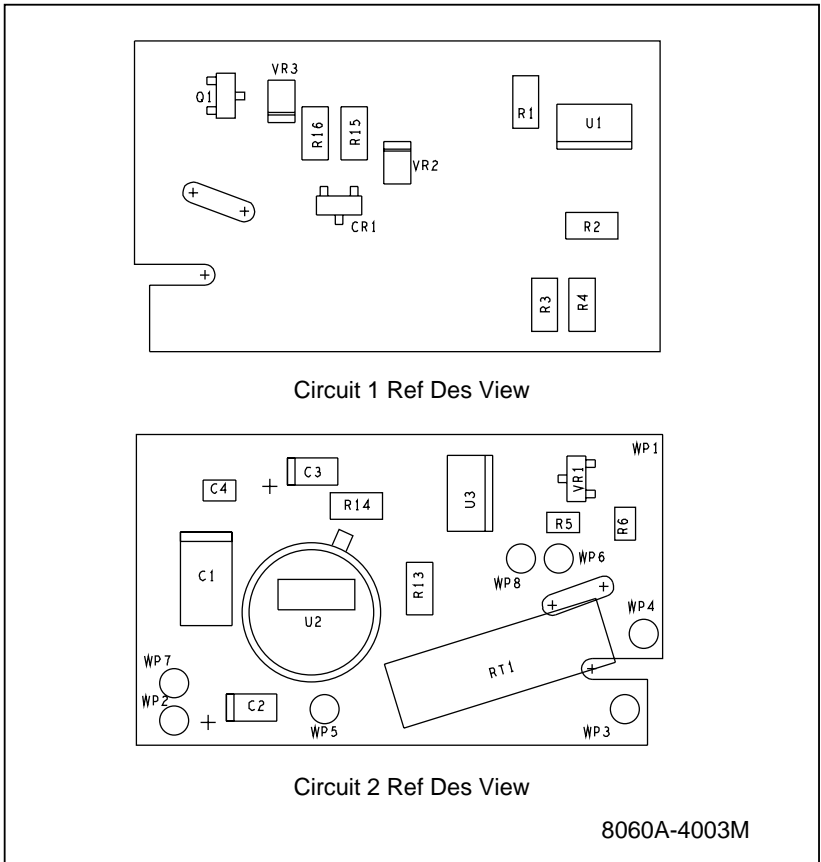 VR3
Q1
R16
R15
R1
U1
VR2
CR1
R2
R3
R4
Circuit 1 Ref Des View
WP1
C3
C4
VR1
U3
R14
R5
R6
C1
R13
WP8
WP6
U2
WP4
RT1
WP7
WP2
C2
WP5
WP3
Circuit 2 Ref Des View
8060A-4003M